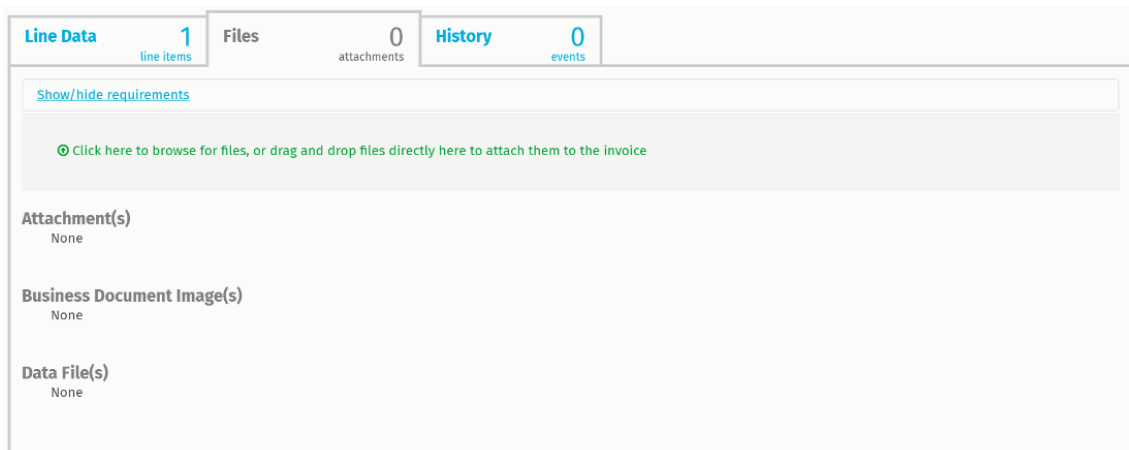 Line Data 1 Files 0 History 0
line items attachments events
Show/hide requirements
Click here to browse for files, or drag and drop files directly here to attach them to the invoice
Attachment(s)
None
Business Document Image(s)
None
Data File(s)
None